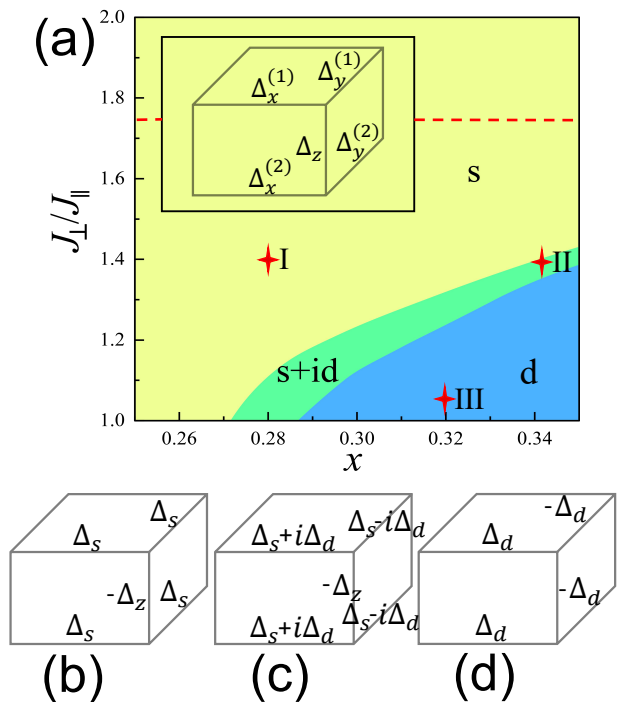 (a)
2.0
1.8
1.6
1.4
1.2
1.0
J⊥/J∥
Δx(1) Δy(1)
Δz Δy(2)
Δx(2)
s
I
II
s+id
d
III
0.26 0.28 0.30 0.32 0.34
x
Δs
Δs
-Δz Δs
Δs
(b)
Δs-iΔd
Δs+iΔd
-Δz
Δs-iΔd
Δs+iΔd
(c)
-Δd
Δd
-Δd
Δd
(d)